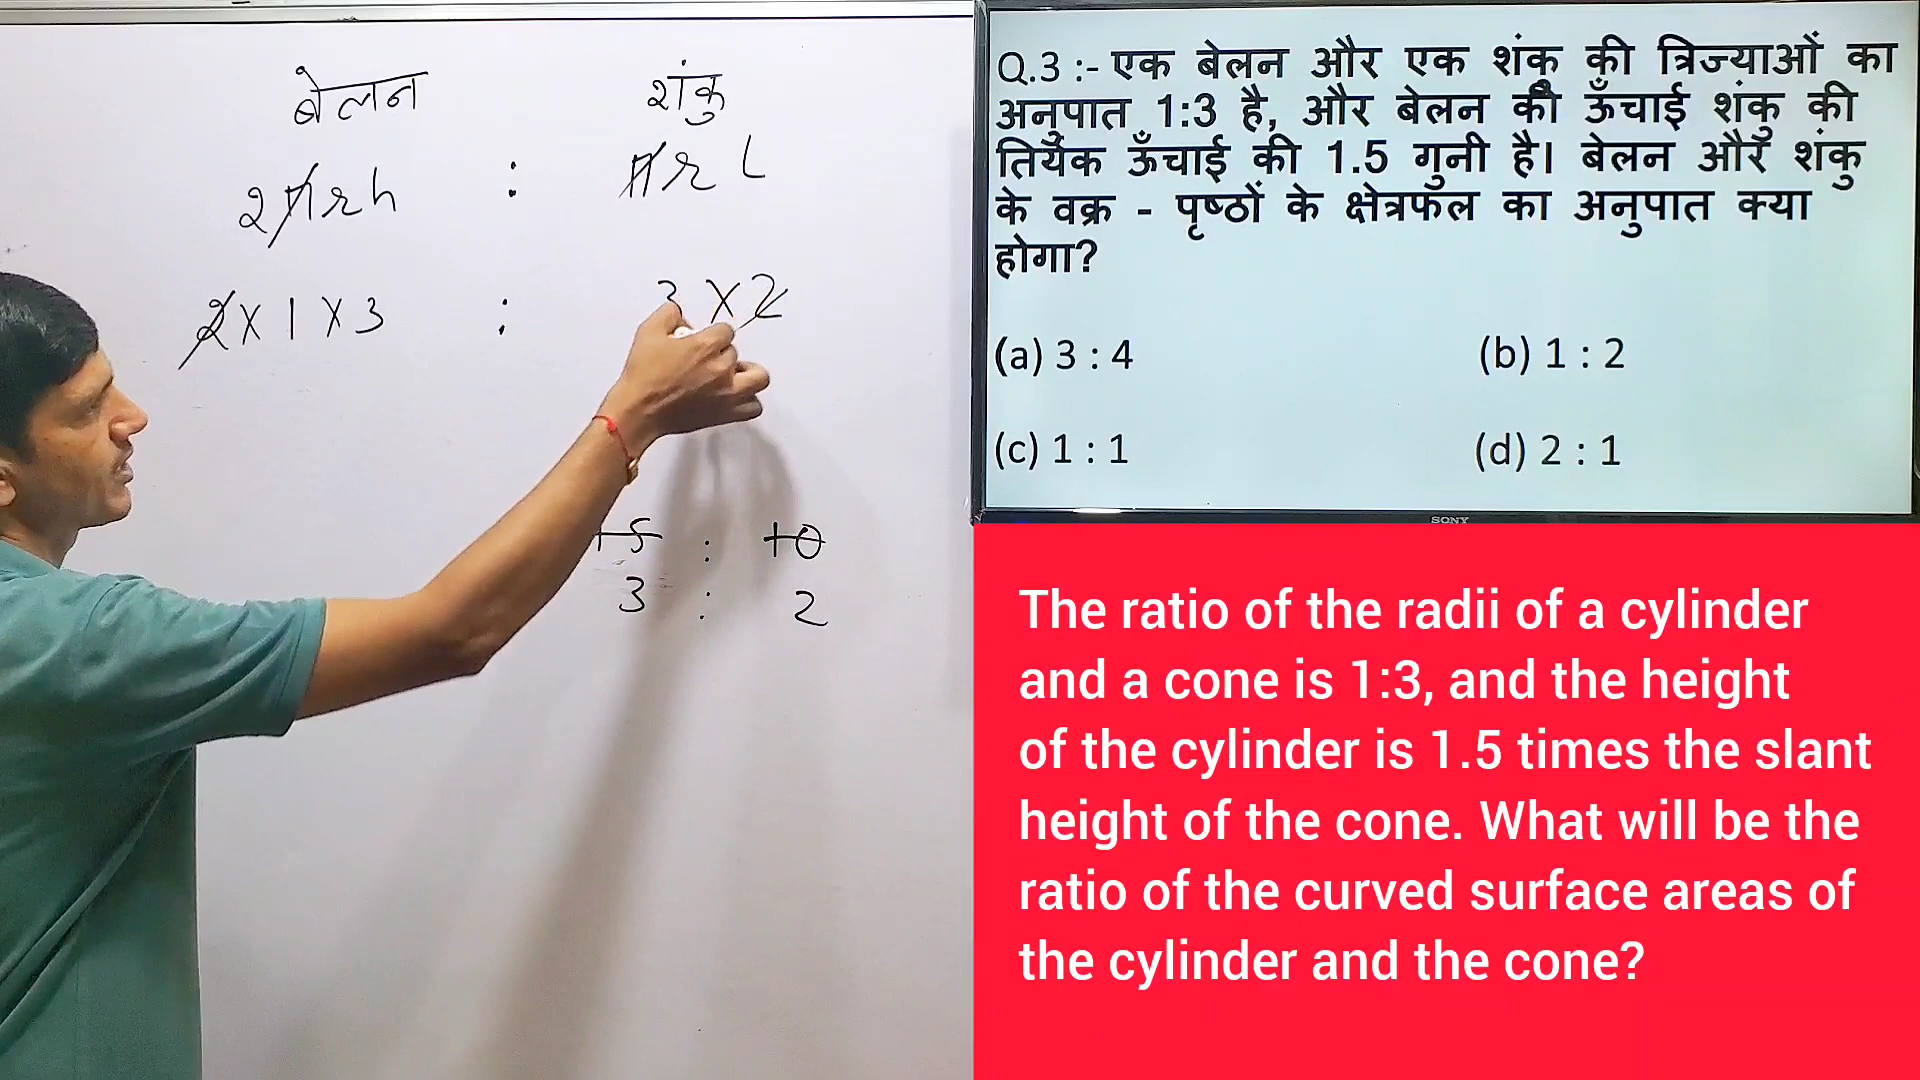 बेलन : शंकु
2πrh : πrl
2 X 1 X 3 : 3 X 2
15 : 10
3 : 2
Q.3 :- एक बेलन और एक शंकु की त्रिज्याओं का
अनुपात 1:3 है, और बेलन की ऊँचाई शंकु की
तिर्यक ऊँचाई की 1.5 गुनी है। बेलन और शंकु
के वक्र - पृष्ठों के क्षेत्रफल का अनुपात क्या
होगा?
(a) 3 : 4 (b) 1 : 2
(c) 1 : 1 (d) 2 : 1
SONY
The ratio of the radii of a cylinder
and a cone is 1:3, and the height
of the cylinder is 1.5 times the slant
height of the cone. What will be the
ratio of the curved surface areas of
the cylinder and the cone?